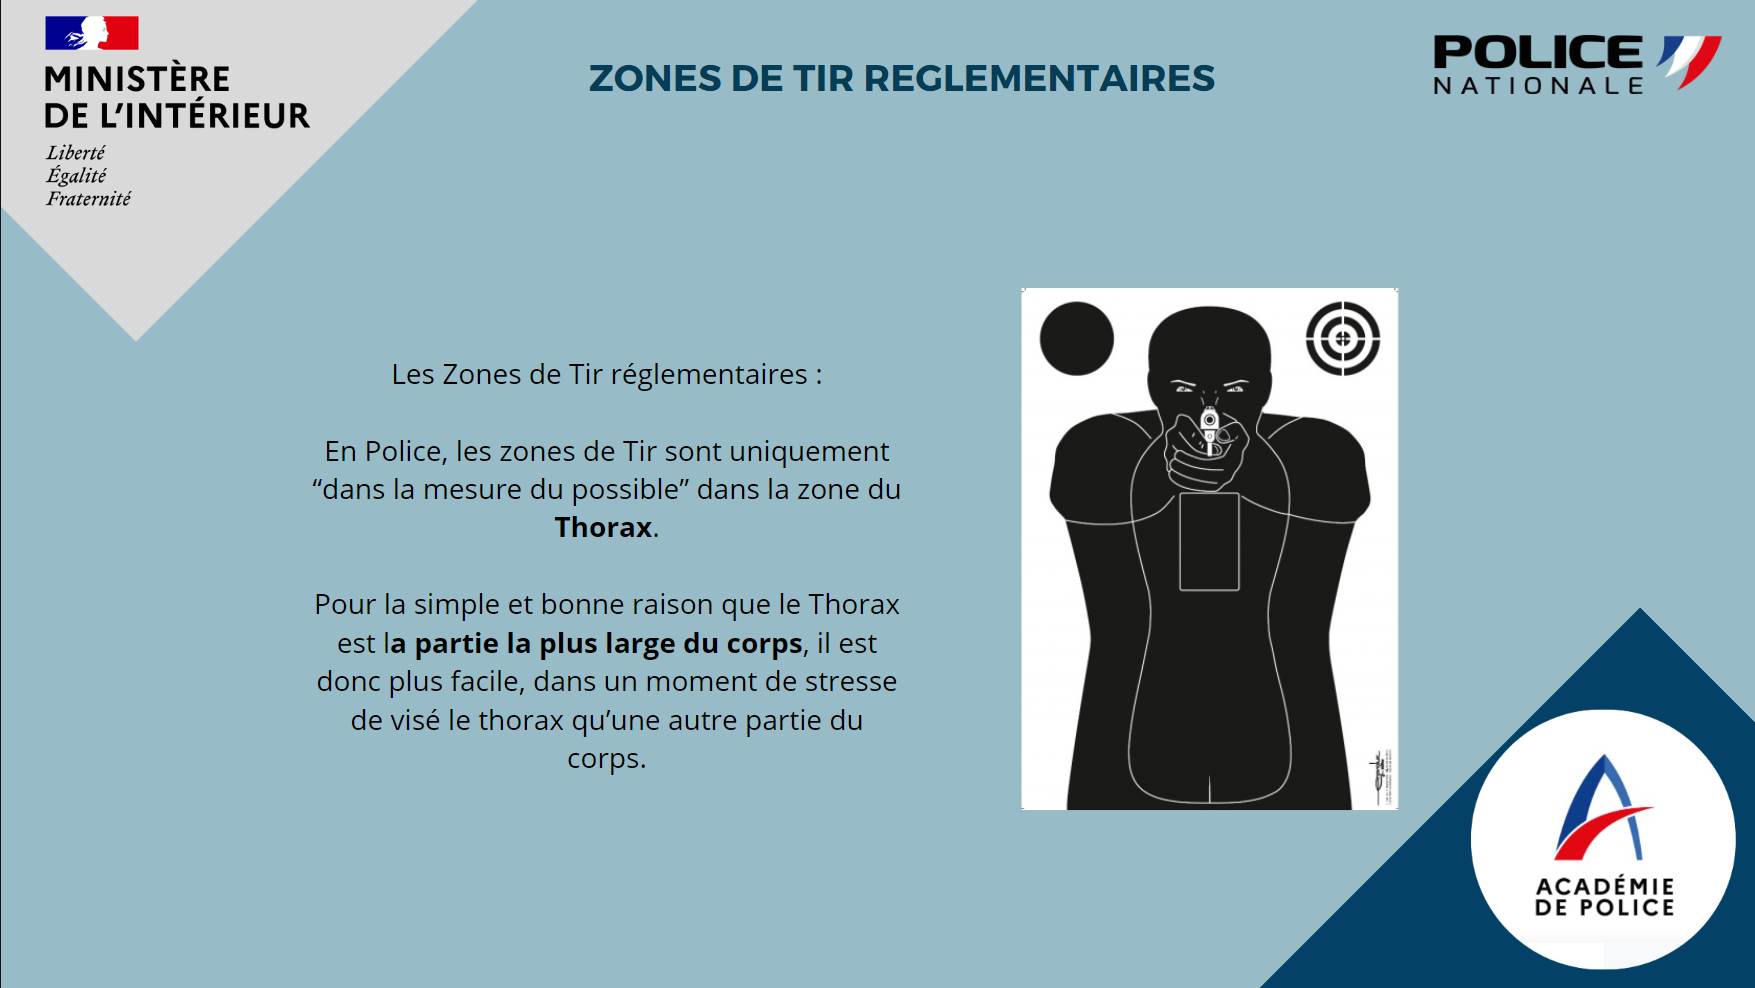 MINISTÈRE
DE L’INTÉRIEUR
Liberté
Égalité
Fraternité
ZONES DE TIR REGLEMENTAIRES
POLICE
NATIONALE
Les Zones de Tir réglementaires :
En Police, les zones de Tir sont uniquement
“dans la mesure du possible” dans la zone du
Thorax.
Pour la simple et bonne raison que le Thorax
est la partie la plus large du corps, il est
donc plus facile, dans un moment de stresse
de visé le thorax qu’une autre partie du
corps.
ACADÉMIE
DE POLICE